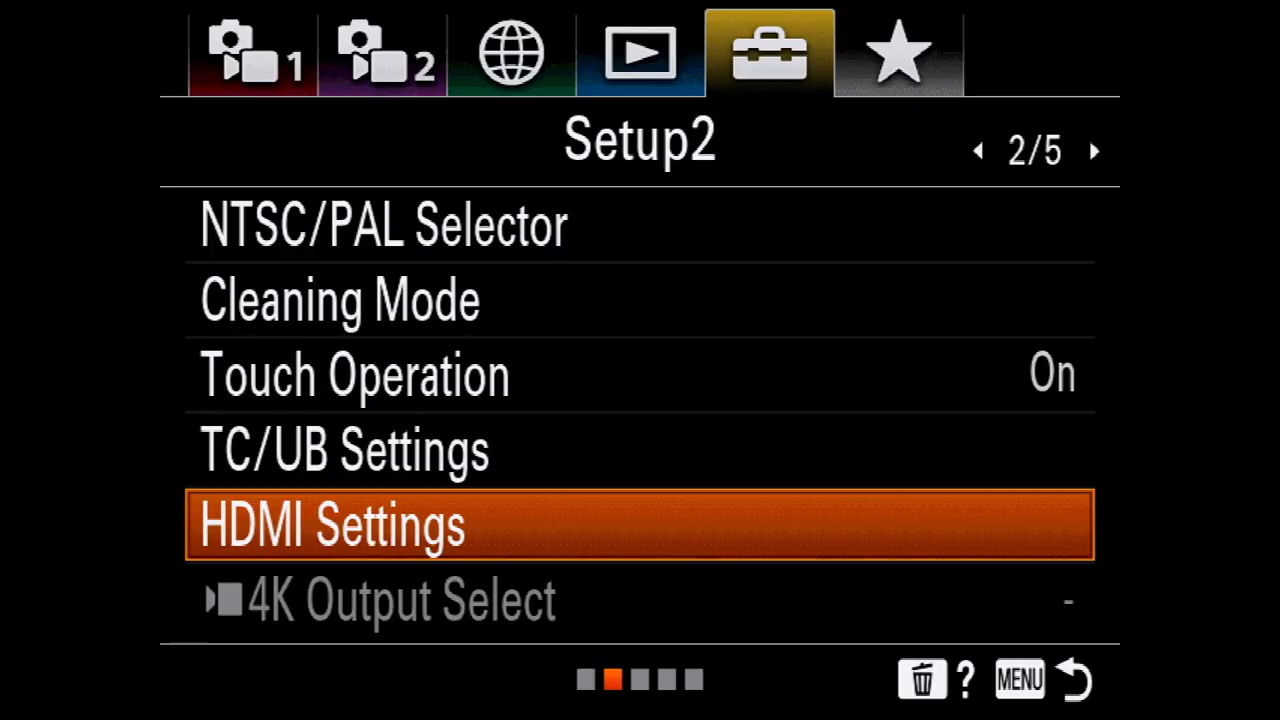 1
2
Setup2
2/5
NTSC/PAL Selector
Cleaning Mode
Touch Operation On
TC/UB Settings
HDMI Settings
4K Output Select -
? MENU